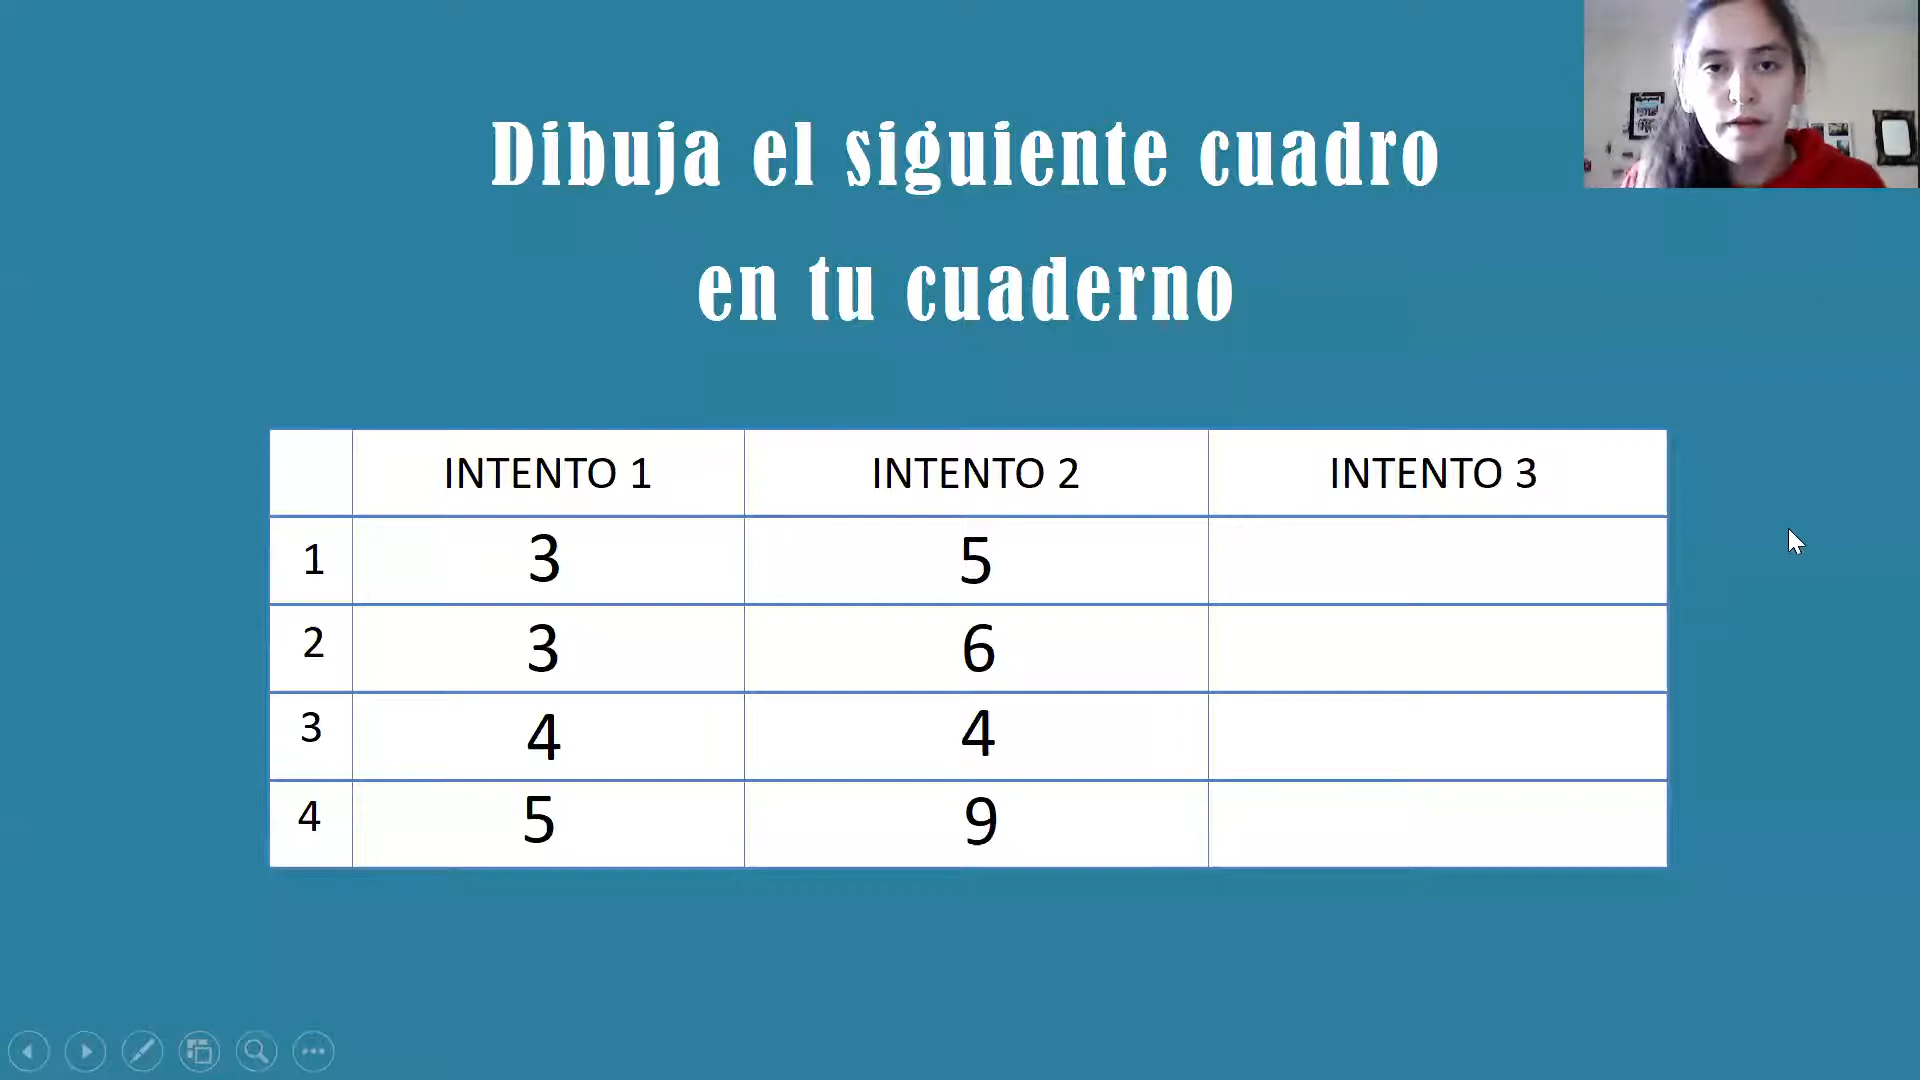 Dibuja el siguiente cuadro
en tu cuaderno
INTENTO 1 INTENTO 2 INTENTO 3
1 3 5
2 3 6
3 4 4
4 5 9